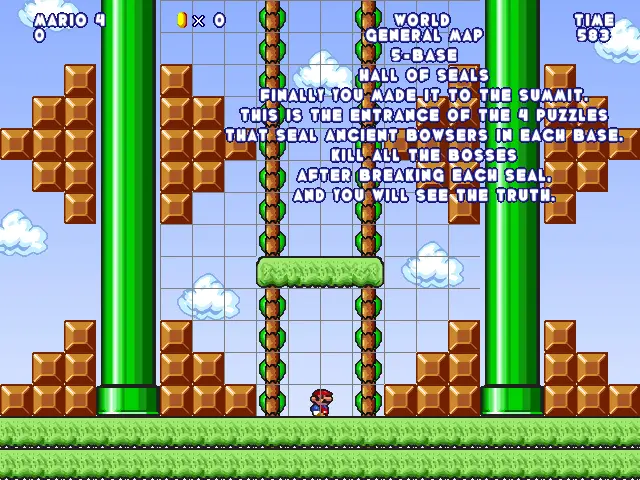 MARIO 4
0
× 0
WORLD
GENERAL MAP
5-BASE
HALL OF SEALS
FINALLY YOU MADE IT TO THE SUMMIT,
THIS IS THE ENTRANCE OF THE 4 PUZZLES
THAT SEAL ANCIENT BOWSERS IN EACH BASE.
KILL ALL THE BOSSES
AFTER BREAKING EACH SEAL,
AND YOU WILL SEE THE TRUTH.
TIME
583